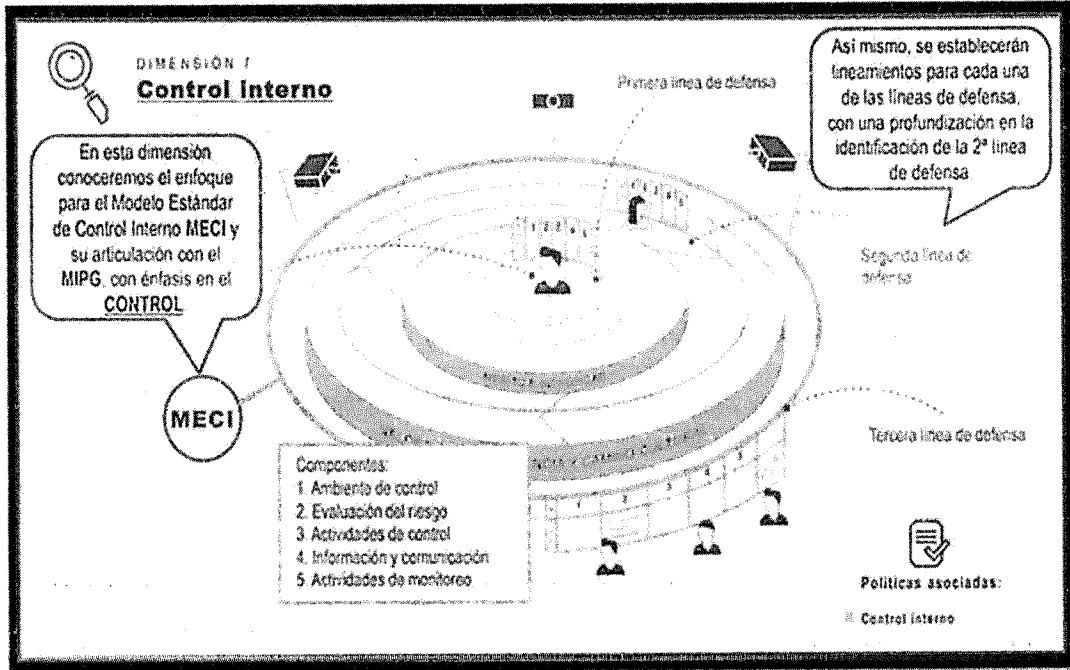 DIMENSIÓN 7
Control Interno
En esta dimensión
conoceremos el enfoque
para el Modelo Estándar
de Control Interno MECI y
su articulación con el
MIPG, con énfasis en el
CONTROL
MECI
Primera linea de defensa
Así mismo, se establecerán
lineamientos para cada una
de las líneas de defensa,
con una profundización en la
identificación de la 2ª línea
de defensa
Segunda linea de
defensa
Tercera linea de defensa
Componentes:
1. Ambiente de control
2. Evaluación del riesgo
3. Actividades de control
4. Información y comunicación
5. Actividades de monitoreo
Políticas asociadas:
Control interno